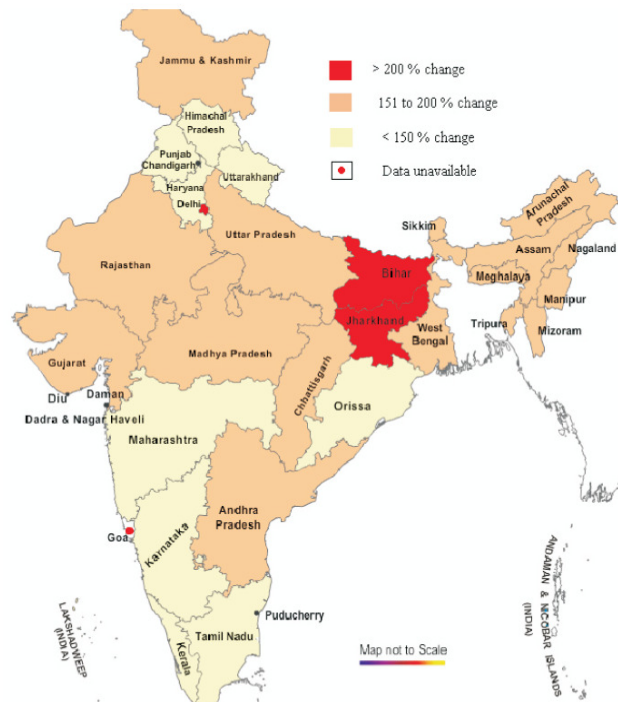 Jammu & Kashmir
> 200 % change
151 to 200 % change
< 150 % change
Data unavailable
Himachal
Pradesh
Punjab
Chandigarh
Uttarakhand
Haryana
Delhi
Arunachal
Pradesh
Sikkim
Uttar Pradesh
Assam
Nagaland
Rajasthan
Bihar
Meghalaya
Manipur
Jharkhand
West
Bengal
Tripura
Mizoram
Gujarat
Madhya Pradesh
Chhattisgarh
Diu
Daman
Dadra & Nagar Haveli
Orissa
Maharashtra
Andhra
Pradesh
Goa
Karnataka
Puducherry
Tamil Nadu
Kerala
LAKSHADWEEP
(INDIA)
ANDAMAN & NICOBAR ISLANDS
(INDIA)
Map not to Scale